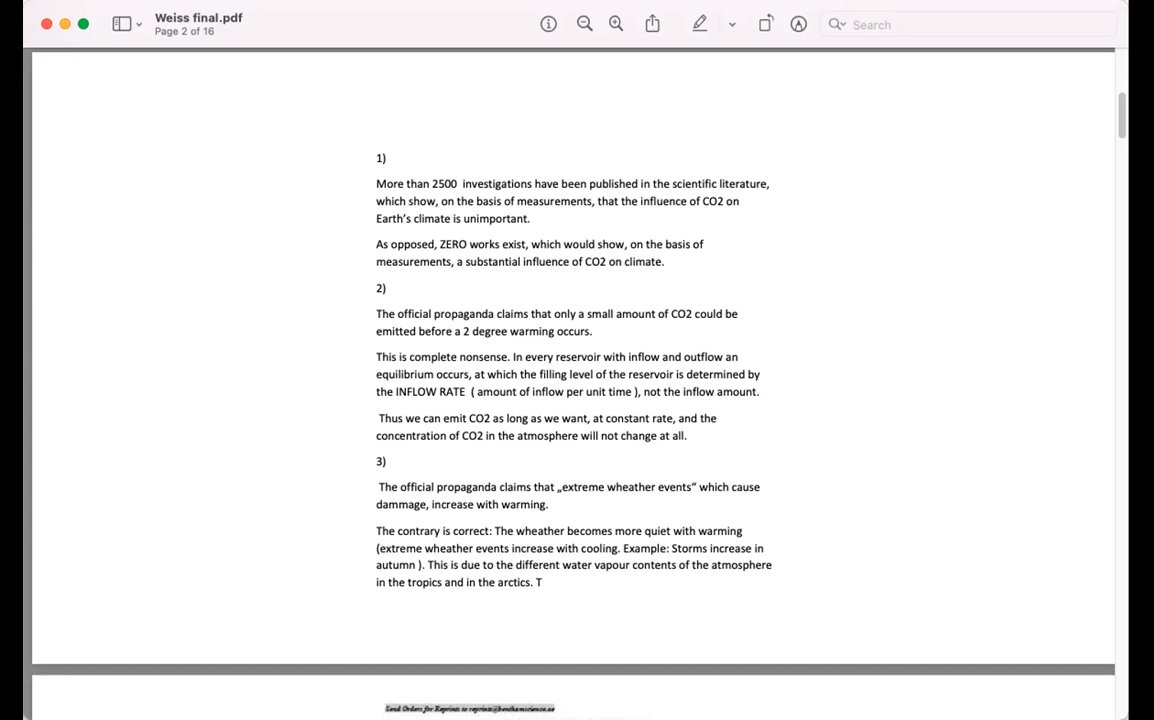 Weiss final.pdf
Page 2 of 16
Search
1)
More than 2500 investigations have been published in the scientific literature,
which show, on the basis of measurements, that the influence of CO2 on
Earth's climate is unimportant.
As opposed, ZERO works exist, which would show, on the basis of
measurements, a substantial influence of CO2 on climate.
2)
The official propaganda claims that only a small amount of CO2 could be
emitted before a 2 degree warming occurs.
This is complete nonsense. In every reservoir with inflow and outflow an
equilibrium occurs, at which the filling level of the reservoir is determined by
the INFLOW RATE ( amount of inflow per unit time ), not the inflow amount.
Thus we can emit CO2 as long as we want, at constant rate, and the
concentration of CO2 in the atmosphere will not change at all.
3)
The official propaganda claims that „extreme wheather events“ which cause
dammage, increase with warming.
The contrary is correct: The wheather becomes more quiet with warming
(extreme wheather events increase with cooling. Example: Storms increase in
autumn ). This is due to the different water vapour contents of the atmosphere
in the tropics and in the arctics. T
Send Orders for Reprints to reprints@benthamscience.ae